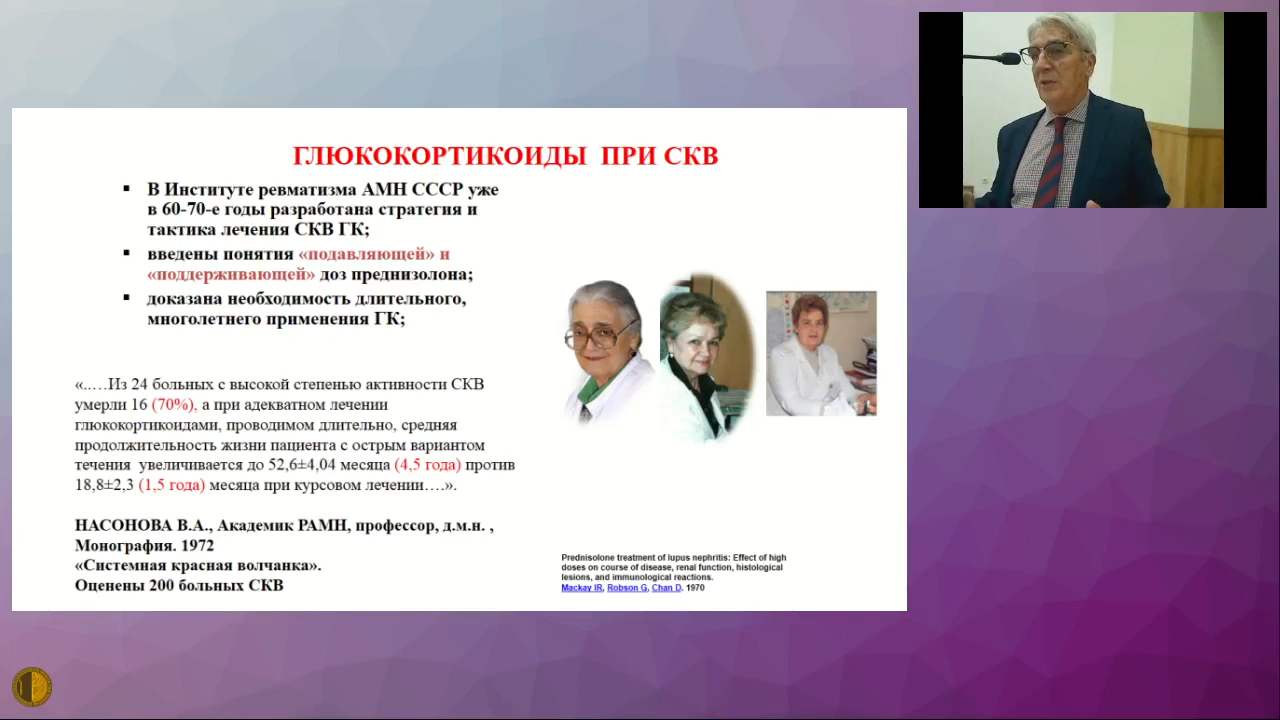 ГЛЮКОКОРТИКОИДЫ ПРИ СКВ
▪ В Институте ревматизма АМН СССР уже
в 60-70-е годы разработана стратегия и
тактика лечения СКВ ГК;
▪ введены понятия «подавляющей» и
«поддерживающей» доз преднизолона;
▪ доказана необходимость длительного,
многолетнего применения ГК;
«..…Из 24 больных с высокой степенью активности СКВ
умерли 16 (70%), а при адекватном лечении
глюкокортикоидами, проводимом длительно, средняя
продолжительность жизни пациента с острым вариантом
течения увеличивается до 52,6±4,04 месяца (4,5 года) против
18,8±2,3 (1,5 года) месяца при курсовом лечении….».
НАСОНОВА В.А., Академик РАМН, профессор, д.м.н. ,
Монография. 1972
«Системная красная волчанка».
Оценены 200 больных СКВ
Prednisolone treatment of lupus nephritis: Effect of high
doses on course of disease, renal function, histological
lesions, and immunological reactions.
Mackay IR, Robson G, Chan D. 1970